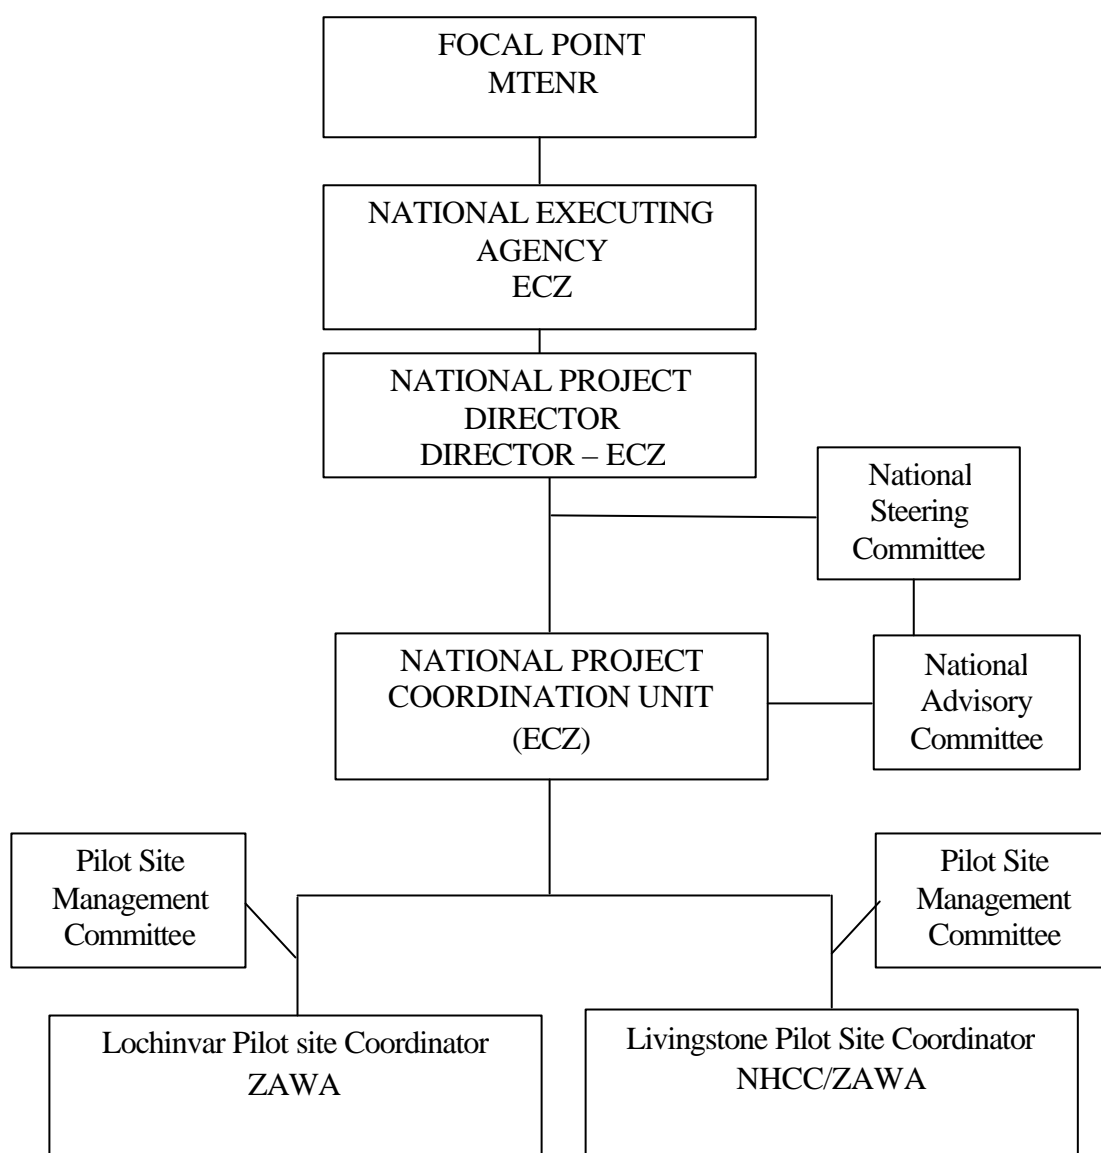 FOCAL POINT
MTENR
NATIONAL EXECUTING
AGENCY
ECZ
NATIONAL PROJECT
DIRECTOR
DIRECTOR – ECZ
National
Steering
Committee
NATIONAL PROJECT
COORDINATION UNIT
(ECZ)
National
Advisory
Committee
Pilot Site
Management
Committee
Pilot Site
Management
Committee
Lochinvar Pilot site Coordinator
ZAWA
Livingstone Pilot Site Coordinator
NHCC/ZAWA